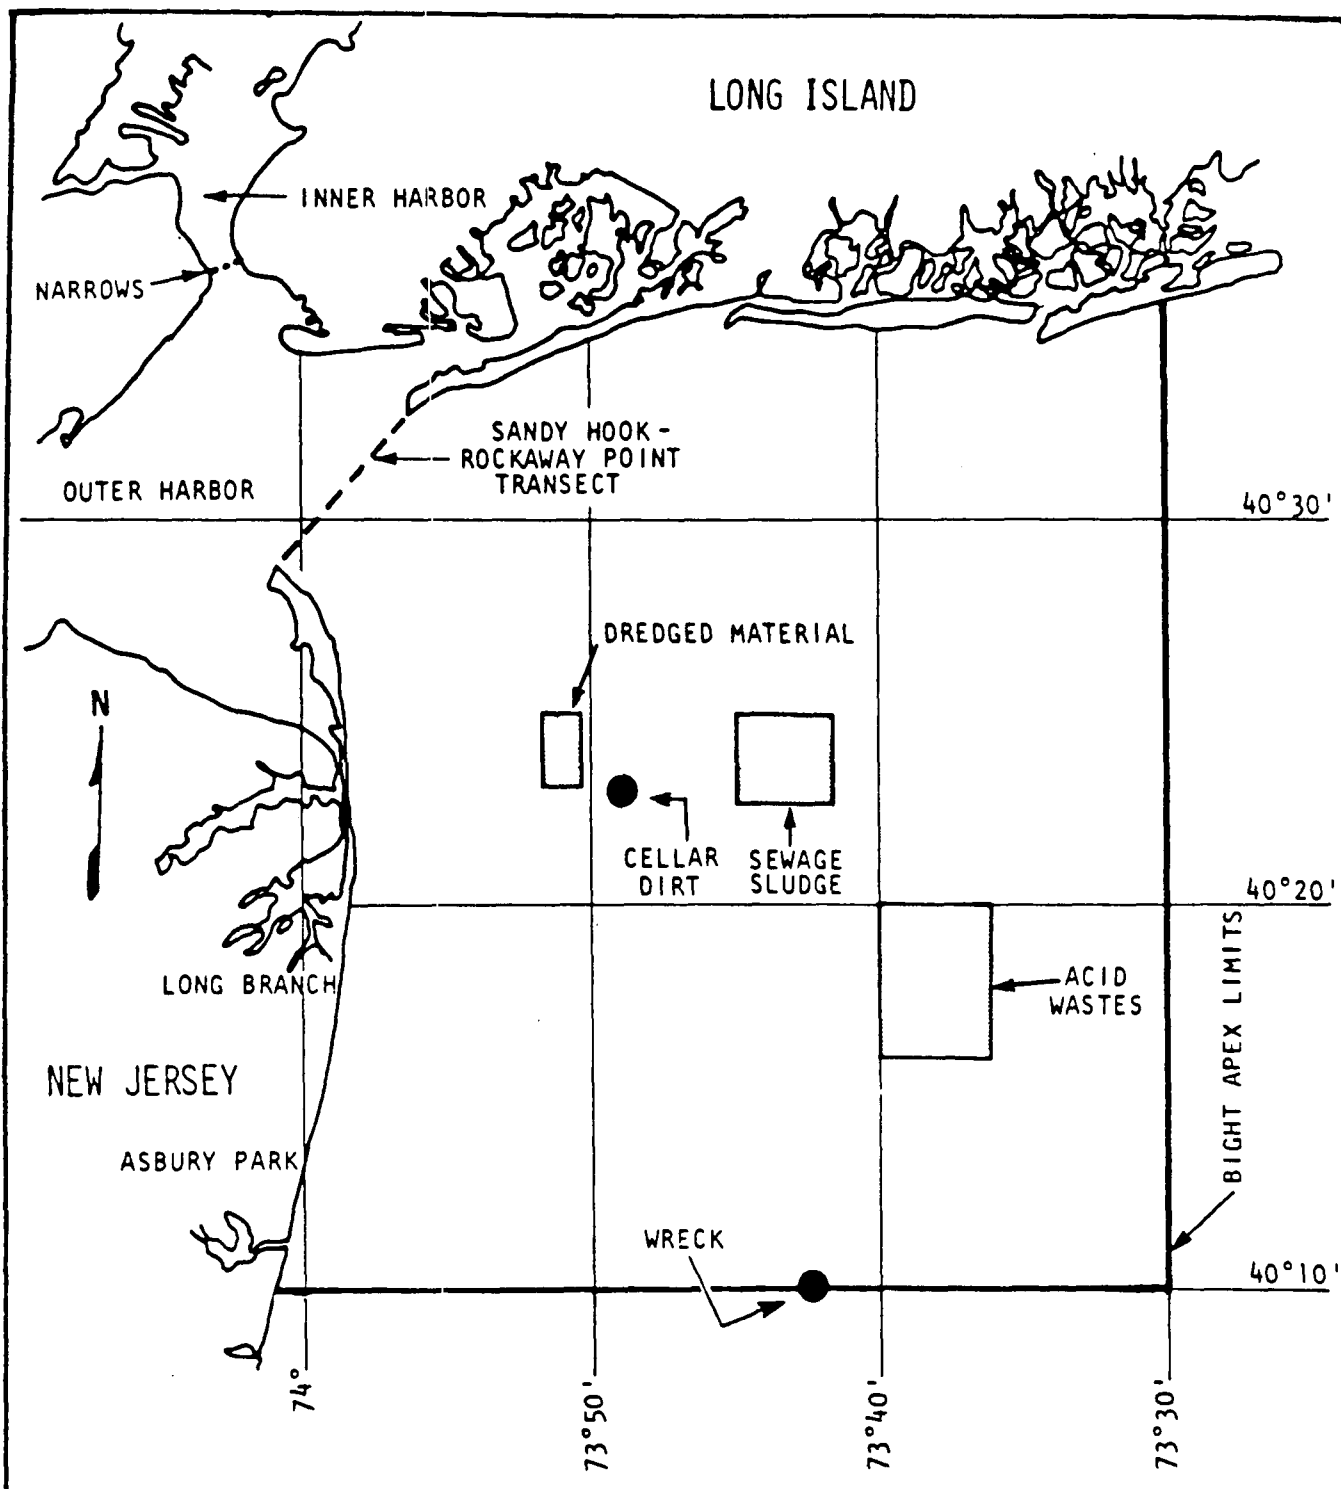 LONG ISLAND
INNER HARBOR
NARROWS
SANDY HOOK -
ROCKAWAY POINT
TRANSECT
OUTER HARBOR
40°30'
DREDGED MATERIAL
N
CELLAR
DIRT
SEWAGE
SLUDGE
40°20'
LONG BRANCH
ACID
WASTES
BIGHT APEX LIMITS
NEW JERSEY
ASBURY PARK
WRECK
40°10'
74°
73°50'
73°40'
73°30'